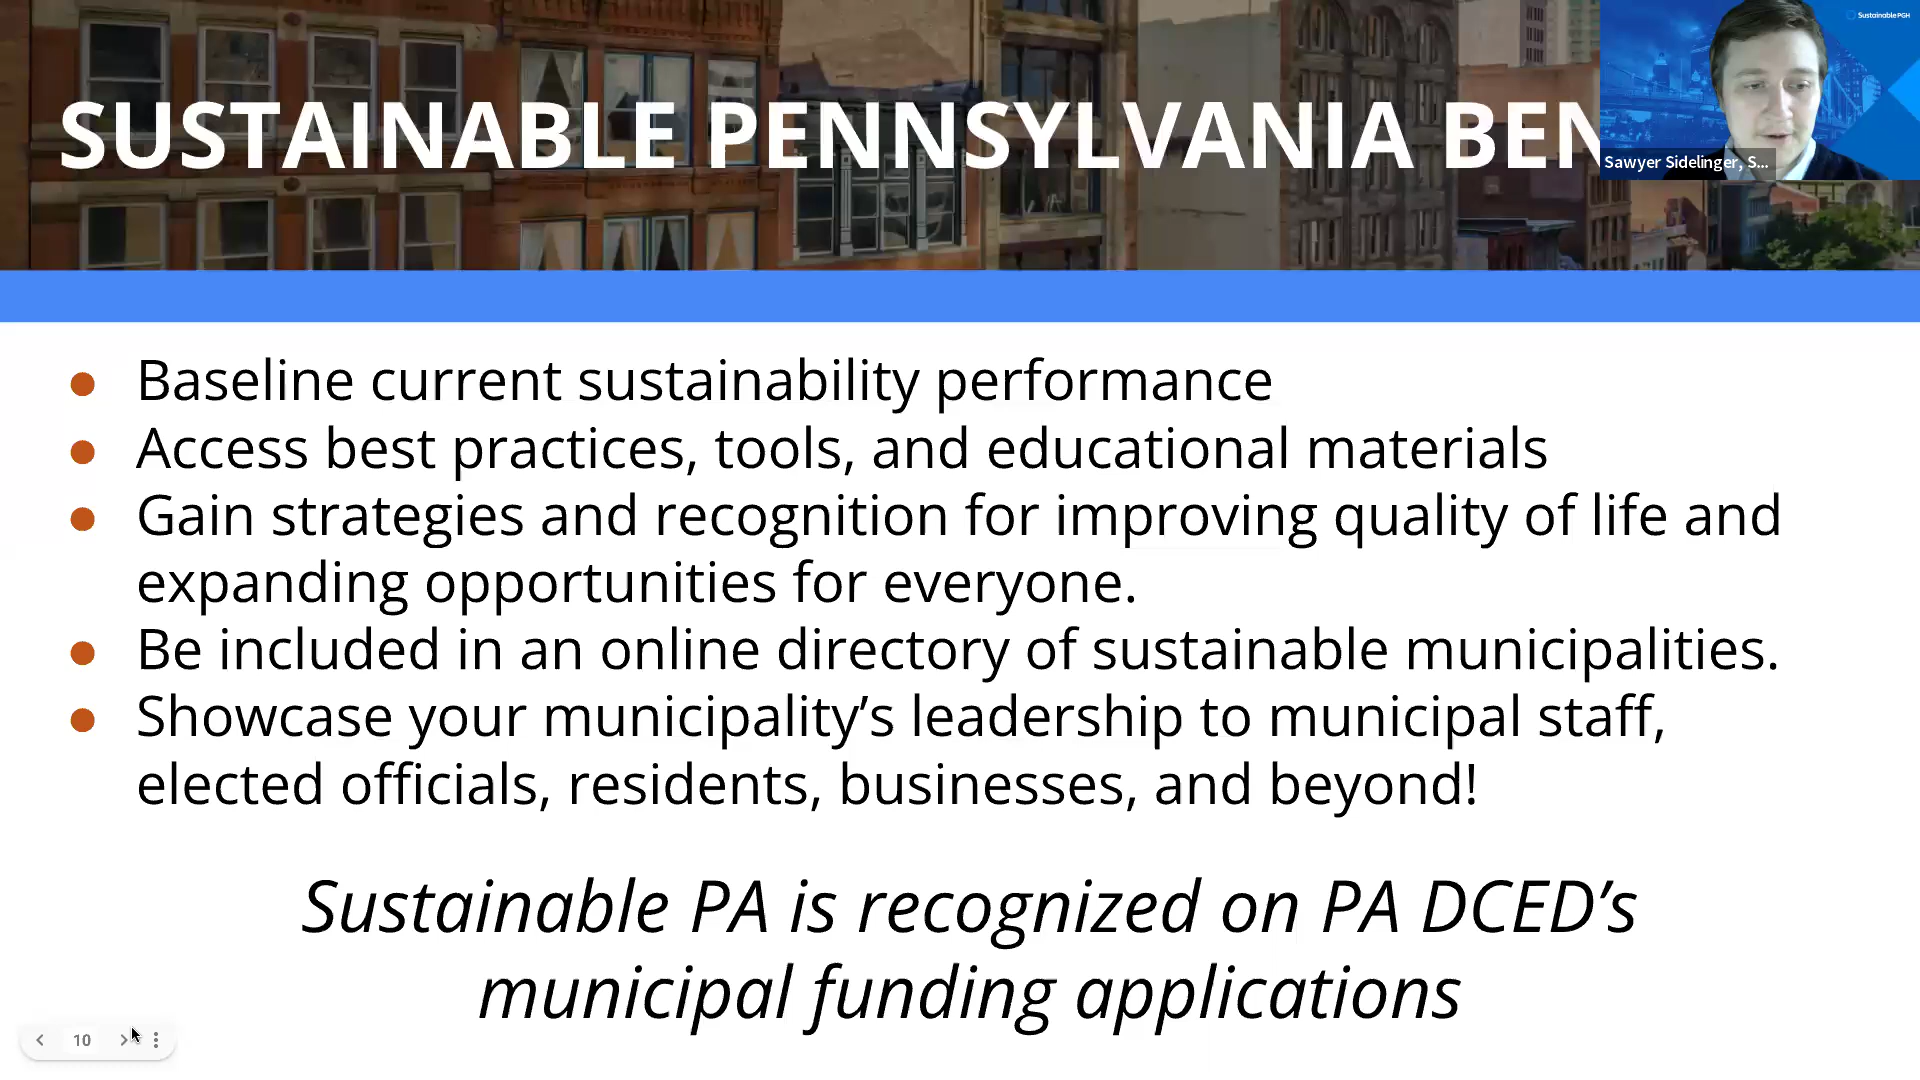 SustainablePGH
SUSTAINABLE PENNSYLVANIA BEN
Sawyer Sidelinger, S...
● Baseline current sustainability performance
● Access best practices, tools, and educational materials
● Gain strategies and recognition for improving quality of life and
expanding opportunities for everyone.
● Be included in an online directory of sustainable municipalities.
● Showcase your municipality’s leadership to municipal staff,
elected officials, residents, businesses, and beyond!
Sustainable PA is recognized on PA DCED’s
municipal funding applications
10